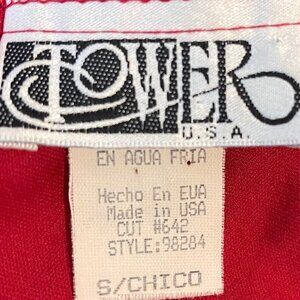 TOWER
U.S.A.
EN AGUA FRIA
Hecho En EUA
Made in USA
CUT #642
STYLE:98284
S/CHICO